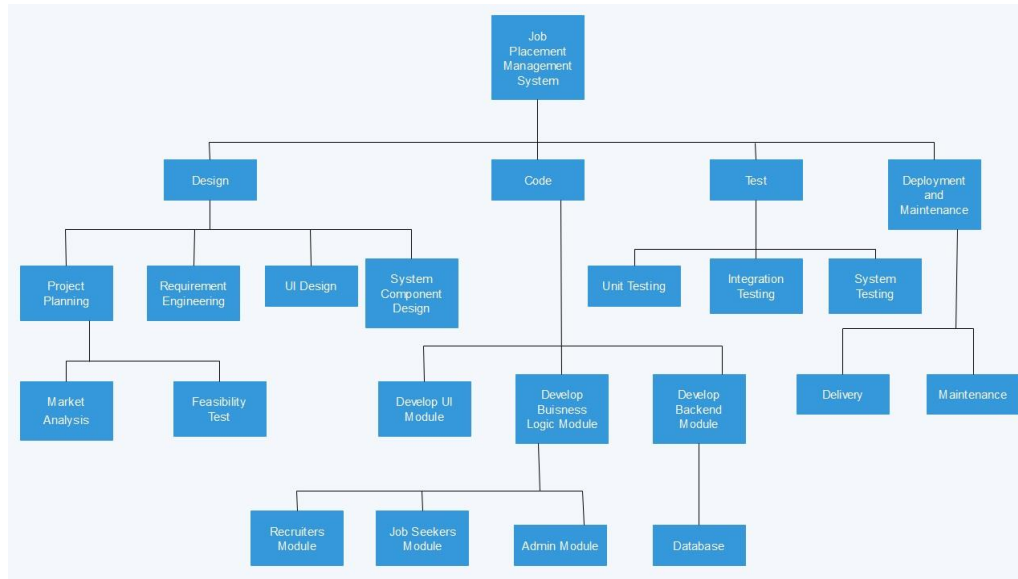 Job
Placement
Management
System
Design
Code
Test
Deployment
and
Maintenance
Project
Planning
Requirement
Engineering
UI Design
System
Component
Design
Unit Testing
Integration
Testing
System
Testing
Market
Analysis
Feasibility
Test
Develop UI
Module
Develop
Buisness
Logic Module
Develop
Backend
Module
Delivery
Maintenance
Recruiters
Module
Job Seekers
Module
Admin Module
Database